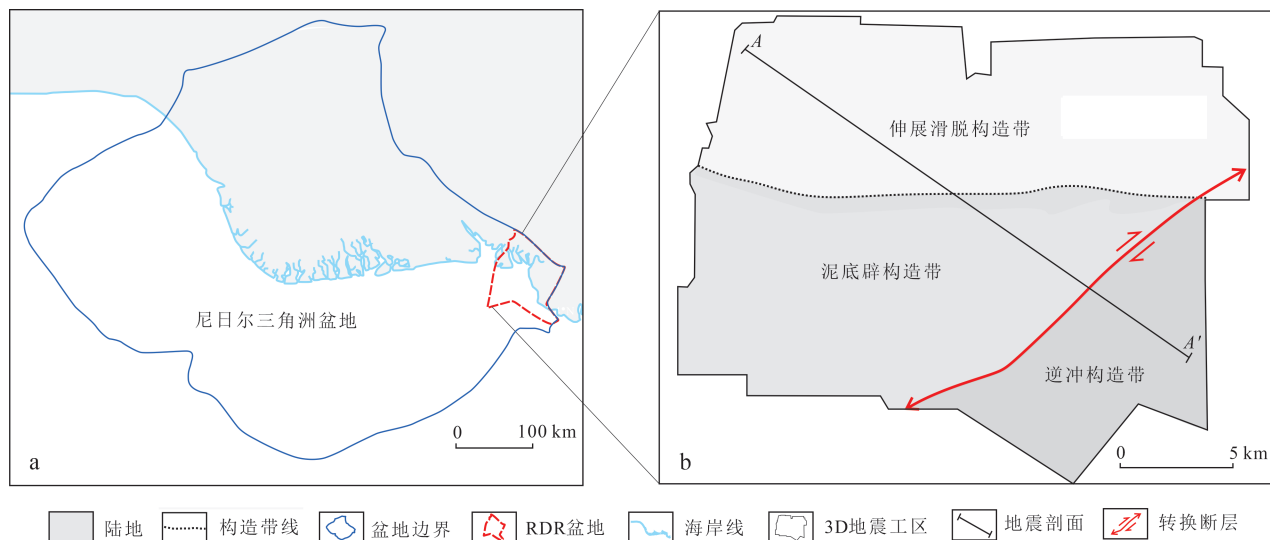 尼日尔三角洲盆地
0 100 km
a
A
伸展滑脱构造带
泥底辟构造带
A′
逆冲构造带
0 5 km
b
陆地 构造带线 盆地边界 RDR盆地 海岸线 3D地震工区 地震剖面 转换断层